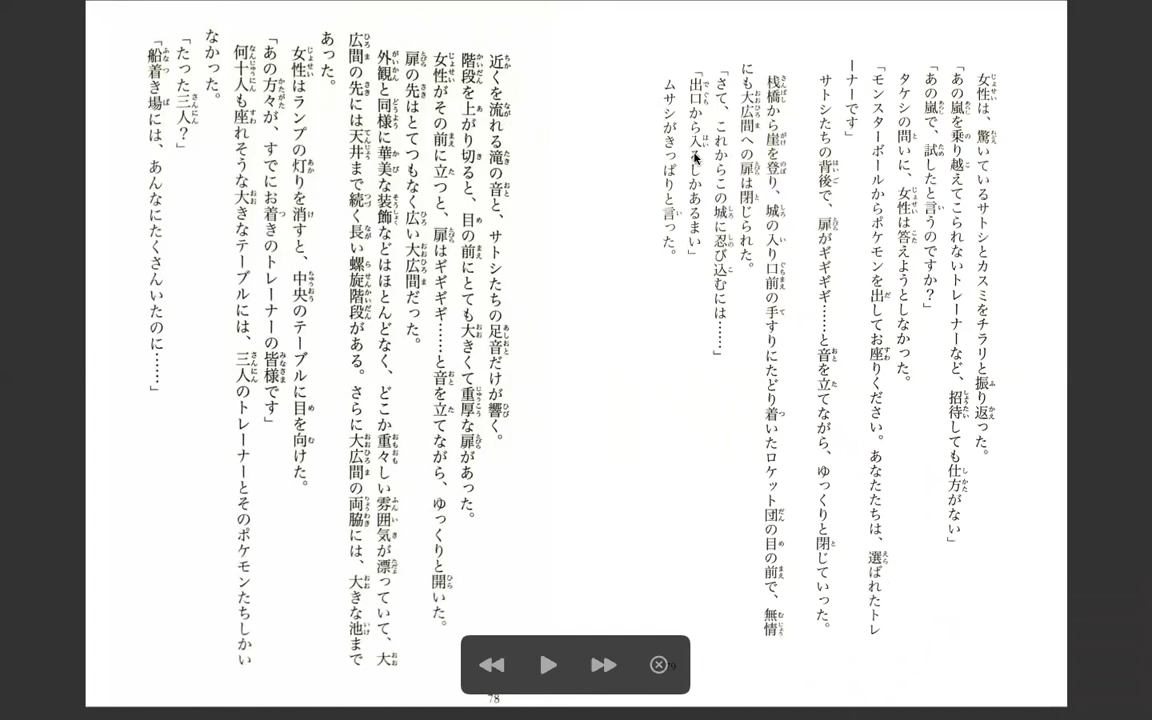 近くを流れる滝の音と、サトシたちの足音だけが響く。
階段を上がり切ると、目の前にとても大きくて重厚な扉があった。
女性がその前に立つと、扉はギギギギ……と音を立てながら、ゆっくりと開いた。
扉の先はとてつもなく広い大広間だった。
外観と同様に華美な装飾などはほとんどなく、どこか重々しい雰囲気が漂っていて、大
広間の先には天井まで続く長い螺旋階段がある。さらに大広間の両脇には、大きな池まで
あった。
女性はランプの灯りを消すと、中央のテーブルに目を向けた。
「あの方々が、すでにお着きのトレーナーの皆様です」
何十人も座れそうな大きなテーブルには、三人のトレーナーとそのポケモンたちしかい
なかった。
「たった三人？」
「船着き場には、あんなにたくさんいたのに……」
78
女性は、驚いているサトシとカスミをチラリと振り返った。
「あの嵐を乗り越えてこられないトレーナーなど、招待しても仕方がない」
「あの嵐で、試したと言うのですか？」
タケシの問いに、女性は答えようとしなかった。
「モンスターボールからポケモンを出してお座りください。あなたたちは、選ばれたトレ
ーナーです」
サトシたちの背後で、扉がギギギギ……と音を立てながら、ゆっくりと閉じていった。
桟橋から崖を登り、城の入り口前の手すりにたどり着いたロケット団の目の前で、無情
にも大広間への扉は閉じられた。
「さて、これからこの城に忍び込むには……」
「出口から入るしかあるまい」
ムサシがきっぱりと言った。